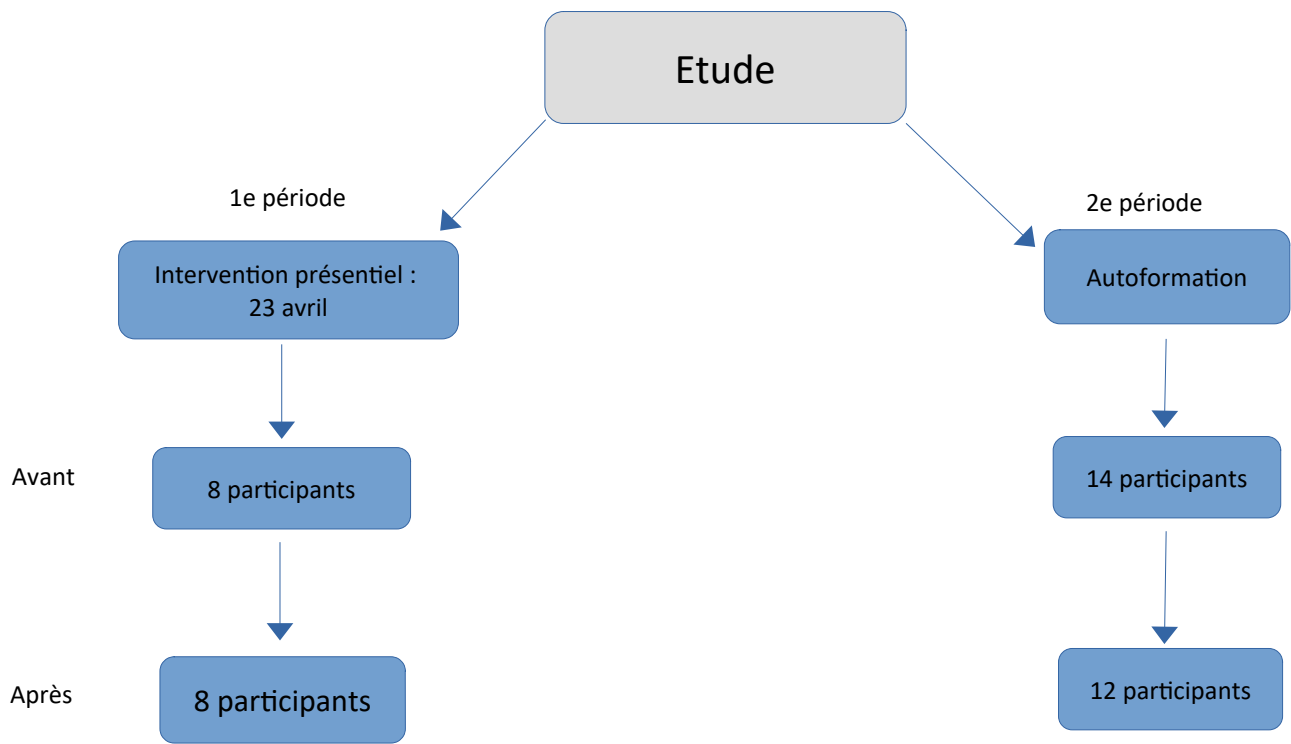 Etude
1e période
2e période
Intervention présentiel :
23 avril
Autoformation
Avant
8 participants
14 participants
Après
8 participants
12 participants